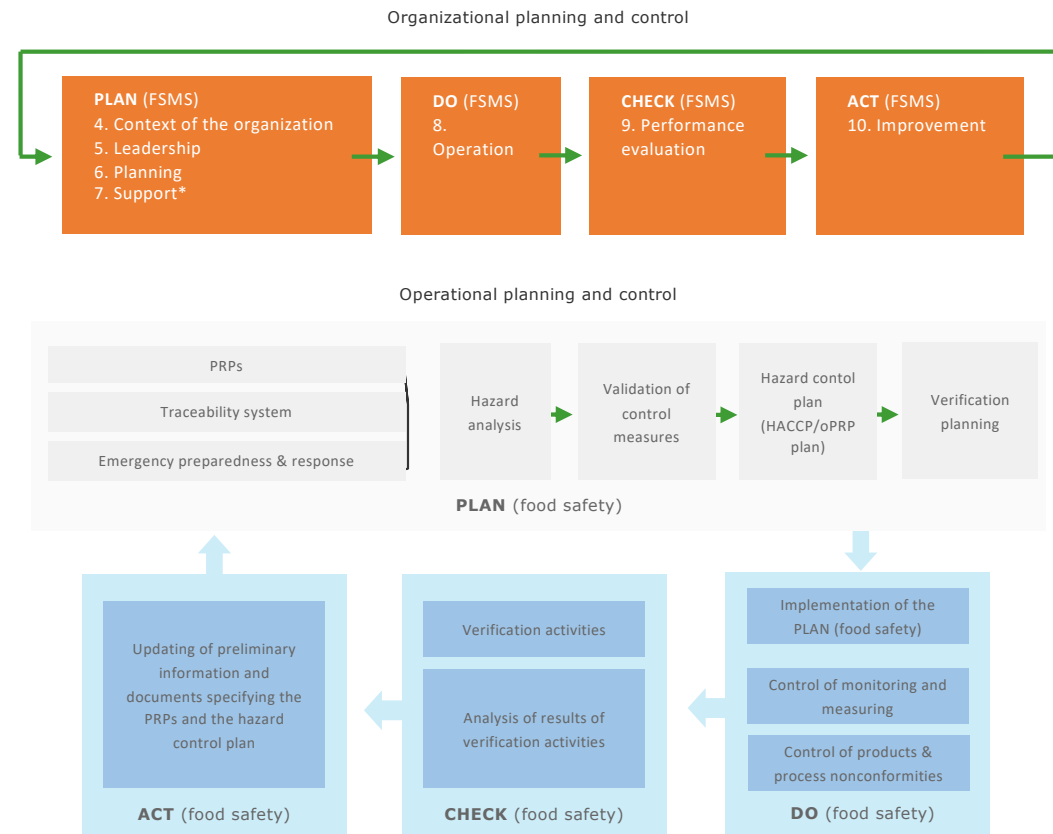 Organizational planning and control
PLAN (FSMS)
4. Context of the organization
5. Leadership
6. Planning
7. Support*
DO (FSMS)
8.
Operation
CHECK (FSMS)
9. Performance
evaluation
ACT (FSMS)
10. Improvement
Operational planning and control
PRPs
Traceability system
Emergency preparedness & response
Hazard
analysis
Validation of
control
measures
Hazard contol
plan
(HACCP/oPRP
plan)
Verification
planning
PLAN (food safety)
Updating of preliminary
information and
documents specifying the
PRPs and the hazard
control plan
ACT (food safety)
Verification activities
Analysis of results of
verification activities
CHECK (food safety)
Implementation of the
PLAN (food safety)
Control of monitoring and
measuring
Control of products &
process nonconformities
DO (food safety)